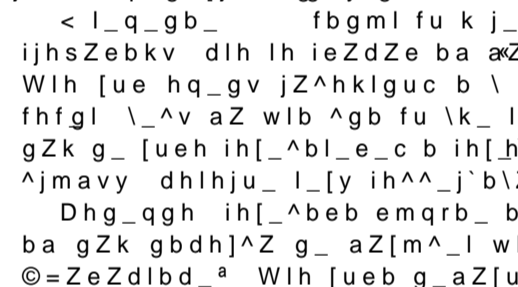 < l_q_gb_ fbgml fu k j_
ijhsZebkv dlh lh ieZdZe ba a«Z
Wlh [ue hq_gv jZ^hklguc b \
fhfgl \_^v aZ wlb ^gb fu \k_ l
gZk g_ [ueh ih[_^bl_e_c b ih[_h
^jmavy dhlhju_ l_[y ih^^_j`b\
Dhg_qgh ih[_^beb emqrb_ b
ba gZk gbdh]^Z g_ aZ[m^_l w
©=ZeZdlbd_ª Wlh [ueb g_aZ[u